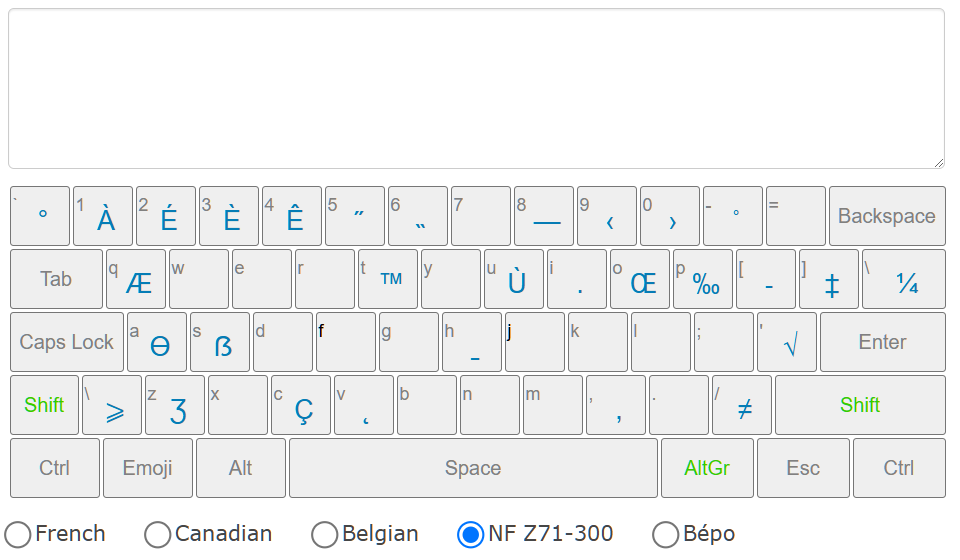 ` ° 1 À 2 É 3 È 4 Ê 5 ˝ 6 ˵ 7 8 — 9 ‹ 0 › - ° = Backspace
Tab q Æ w e r t ™ y u Ù i . o Œ p ‰ [ - ] ‡ \ ¼
Caps Lock a Ɵ s ẞ d f g h _ j k l ; ' √ Enter
Shift \ ⩾ z Ʒ x c Ç v ˛ b n m , ‚ . / ≠ Shift
Ctrl Emoji Alt Space AltGr Esc Ctrl
French Canadian Belgian NF Z71-300 Bépo